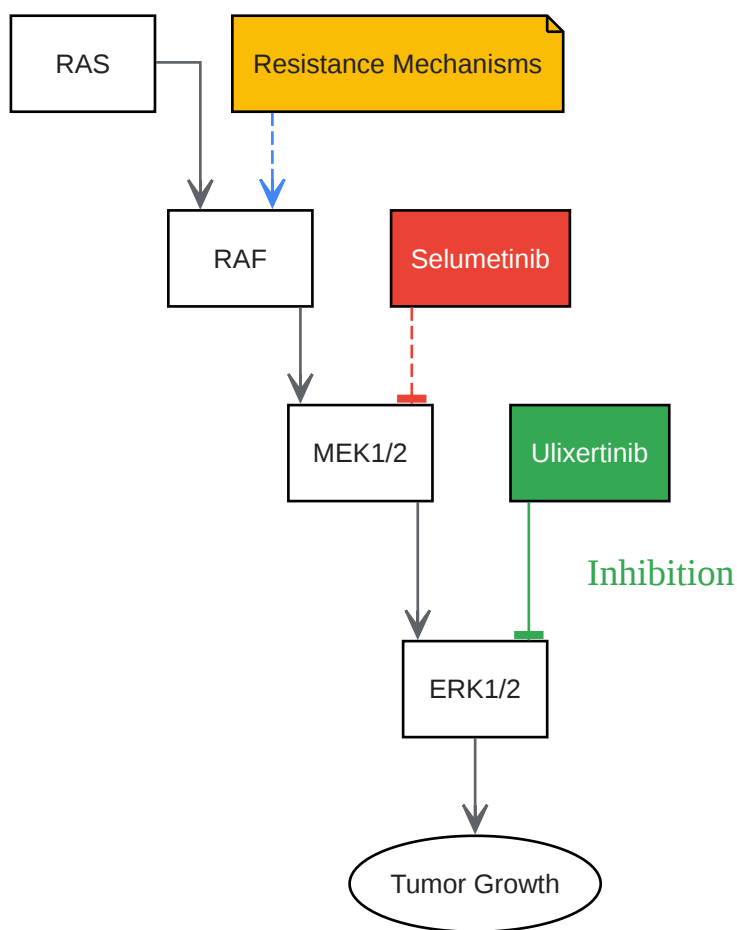 RAS
Resistance Mechanisms
RAF
Selumetinib
MEK1/2
Ulixertinib
Inhibition
ERK1/2
Tumor Growth